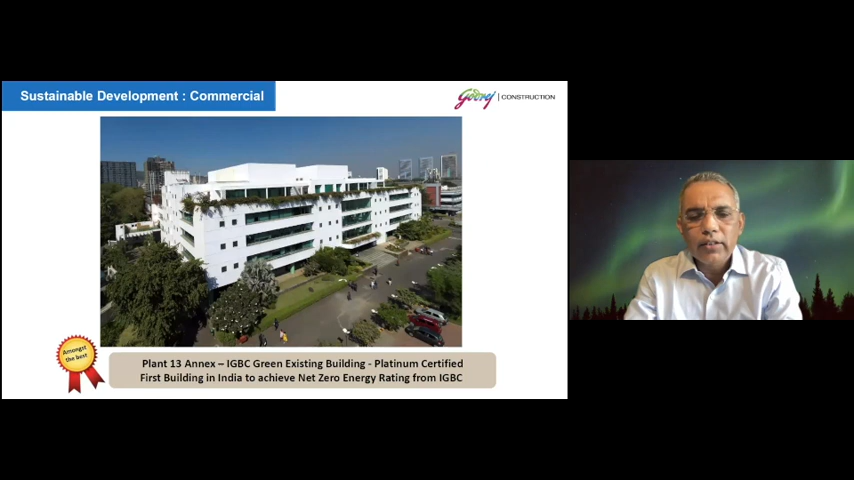 Sustainable Development : Commercial
Godrej | CONSTRUCTION
Amongst
the best
Plant 13 Annex – IGBC Green Existing Building - Platinum Certified
First Building in India to achieve Net Zero Energy Rating from IGBC